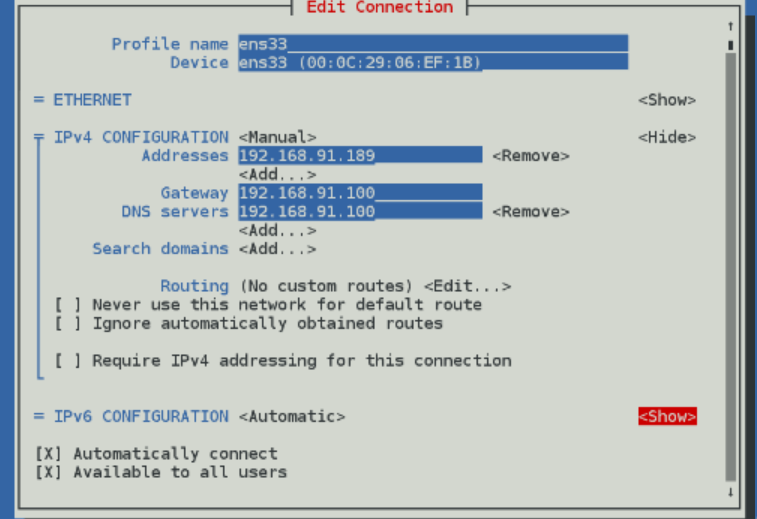 Edit Connection
Profile name ens33
Device ens33 (00:0C:29:06:EF:1B)
= ETHERNET <Show>
= IPv4 CONFIGURATION <Manual> <Hide>
Addresses 192.168.91.189 <Remove>
<Add...>
Gateway 192.168.91.100
DNS servers 192.168.91.100 <Remove>
<Add...>
Search domains <Add...>
Routing (No custom routes) <Edit...>
[ ] Never use this network for default route
[ ] Ignore automatically obtained routes
[ ] Require IPv4 addressing for this connection
= IPv6 CONFIGURATION <Automatic> <Show>
[X] Automatically connect
[X] Available to all users